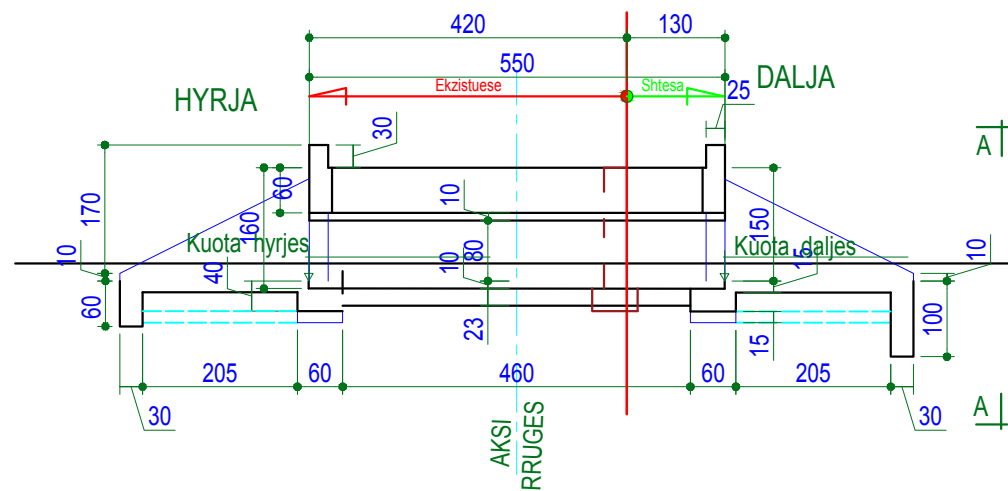 420 130
550
Ekzistuese Shtesa
HYRJA DALJA
25
30
A
60
10
170
160
150
Kuota hyrjes Kuota daljes
10 10 80 15 10
40
60
23 15 100
205 60 460 60 205
30 30
A
AKSI
RRUGES